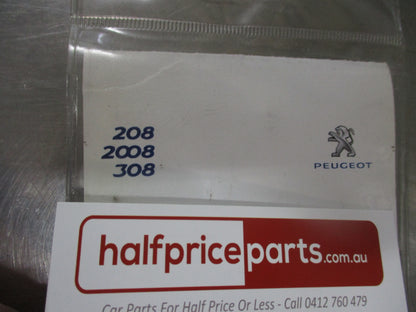 208
2008
308
PEUGEOT
halfpriceparts.com.au
Car Parts For Half Price Or Less - Call 0412 760 479